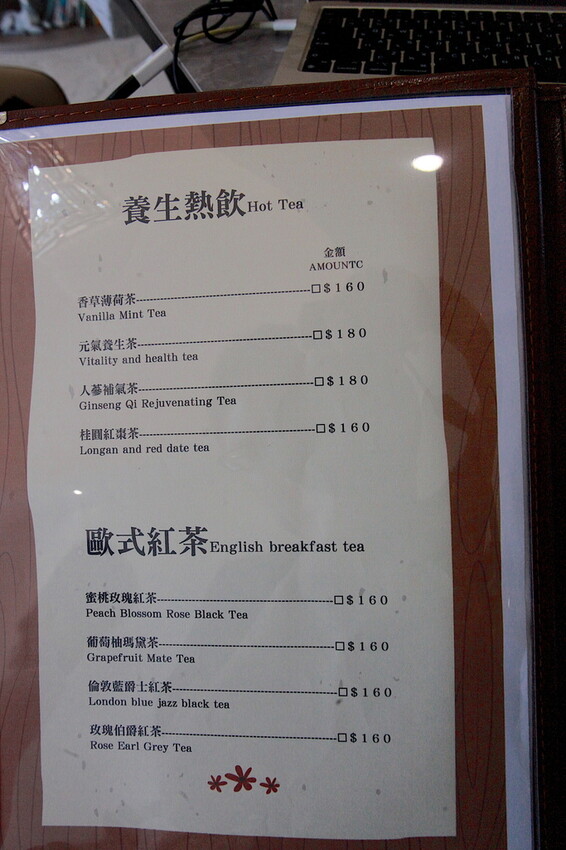 養生熱飲Hot Tea
金額
AMOUNTC
香草薄荷茶--------------------□$160
Vanilla Mint Tea
元氣養生茶--------------------□$180
Vitality and health tea
人蔘補氣茶--------------------□$180
Ginseng Qi Rejuvenating Tea
桂圓紅棗茶--------------------□$160
Longan and red date tea
歐式紅茶English breakfast tea
蜜桃玫瑰紅茶--------------------□$160
Peach Blossom Rose Black Tea
葡萄柚瑪黛茶--------------------□$160
Grapefruit Mate Tea
倫敦藍爵士紅茶--------------------□$160
London blue jazz black tea
玫瑰伯爵紅茶--------------------□$160
Rose Earl Grey Tea